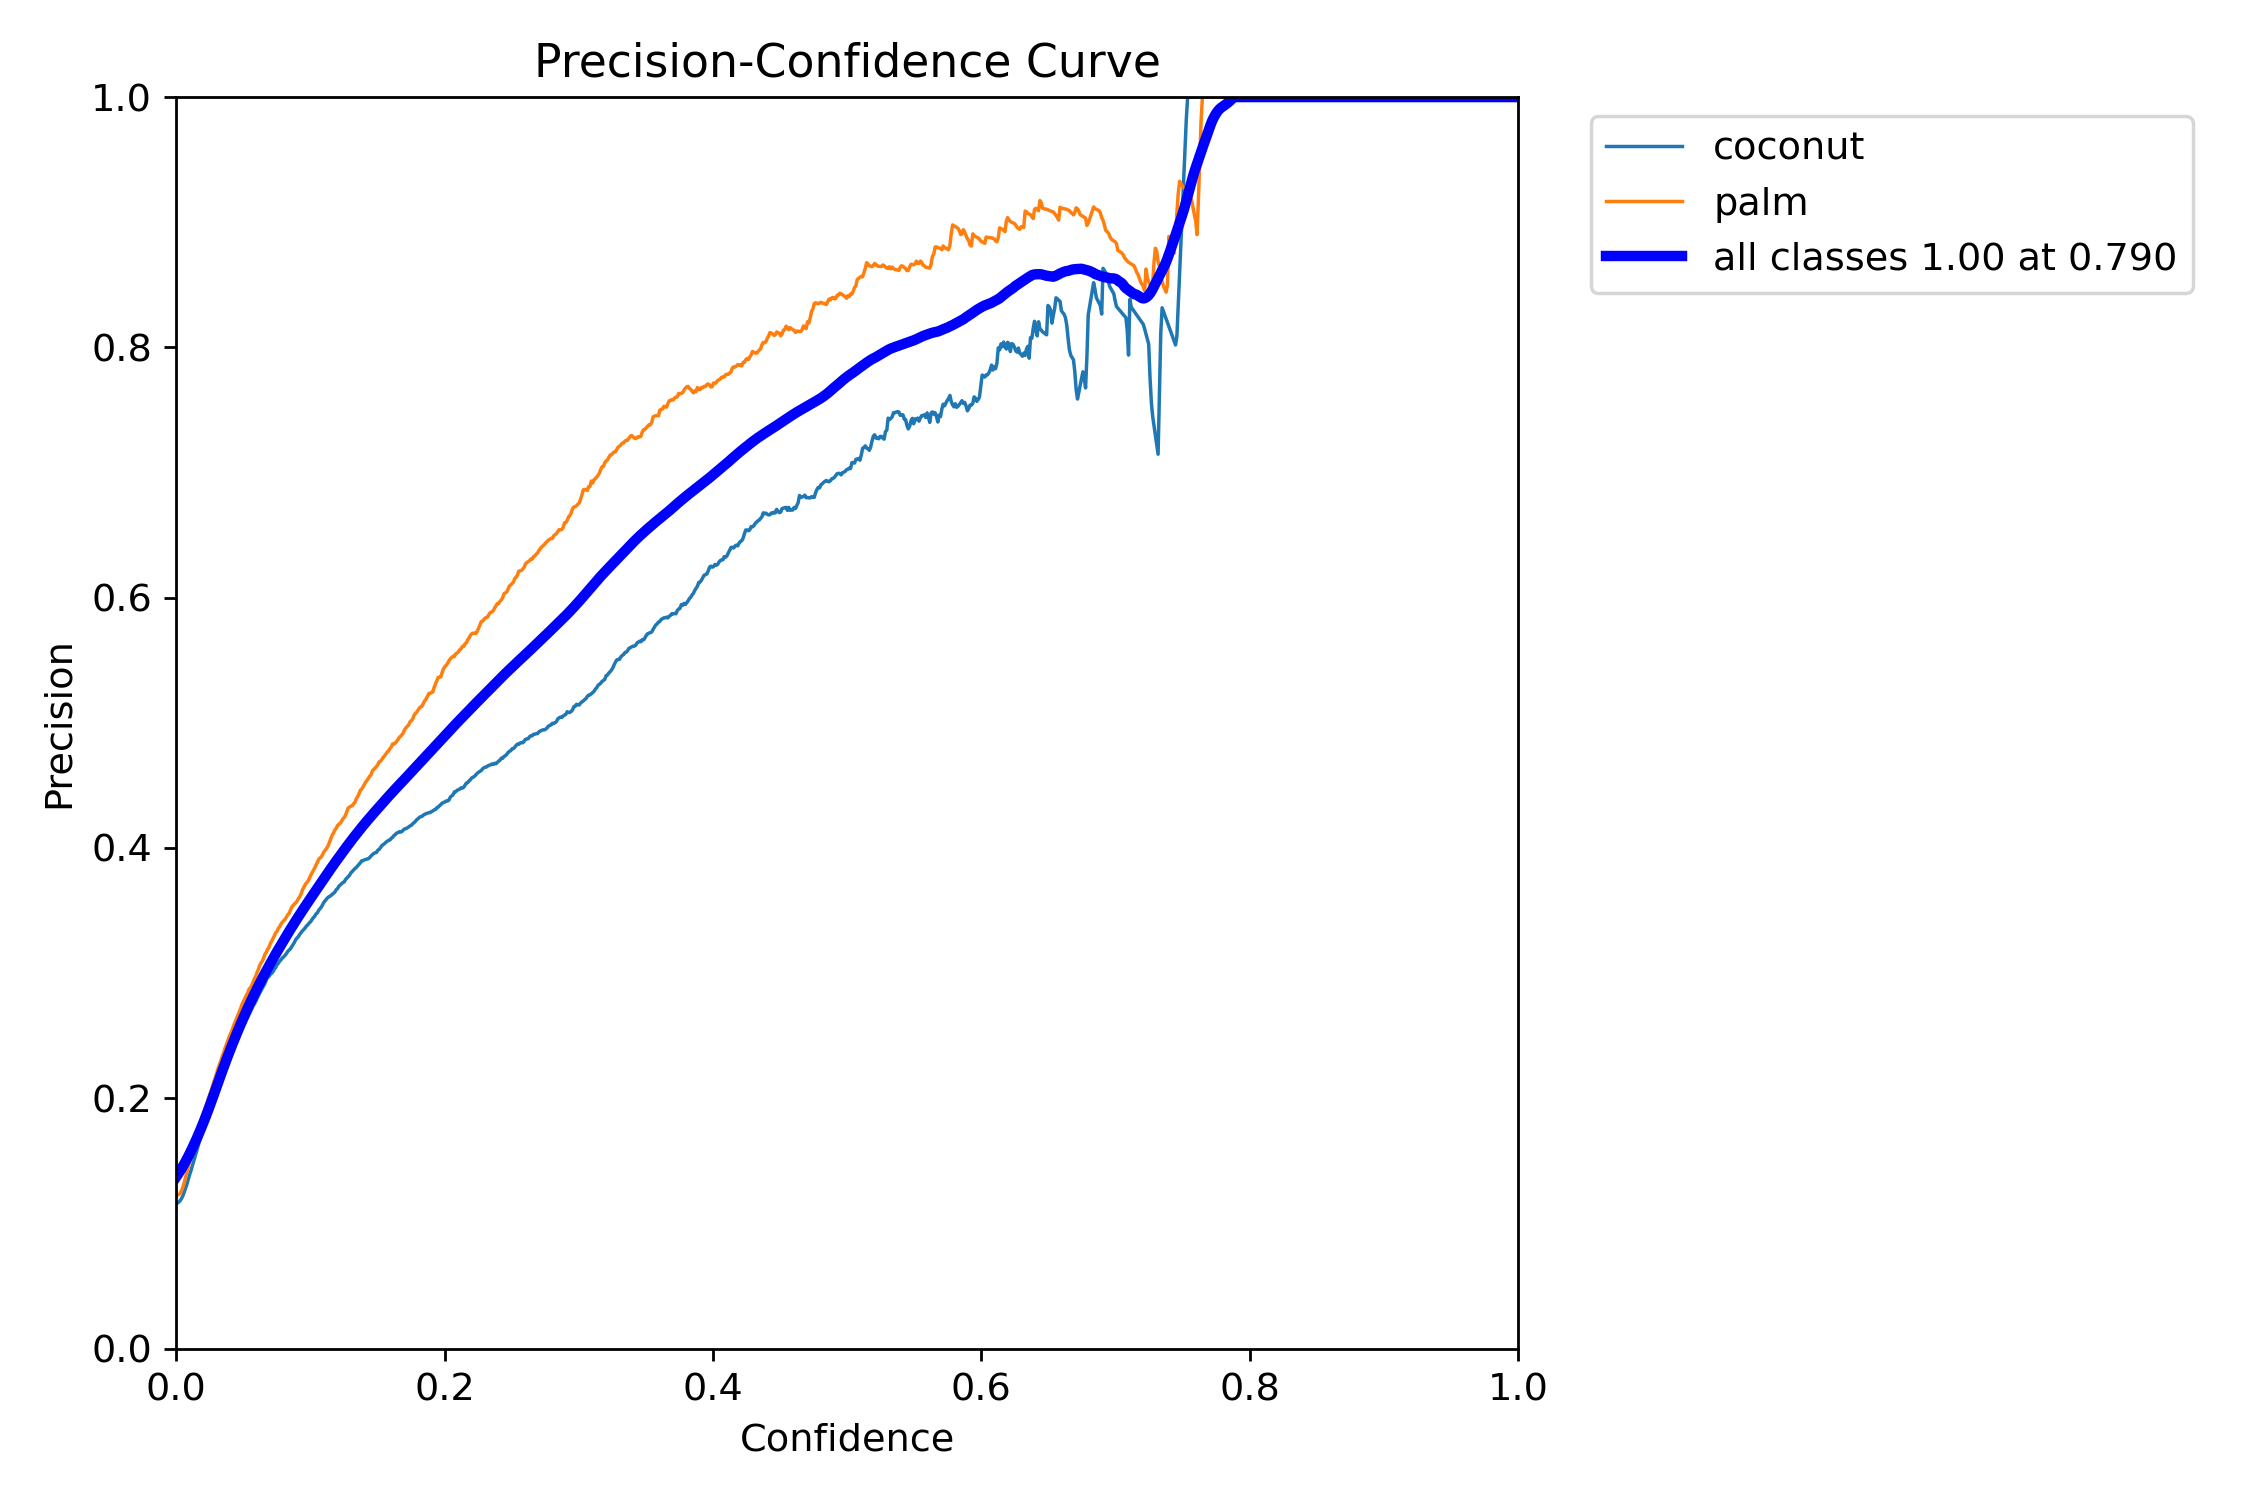 Precision-Confidence Curve
1.0
0.8
0.6
0.4
0.2
0.0
Precision
0.0 0.2 0.4 0.6 0.8 1.0
Confidence
coconut
palm
all classes 1.00 at 0.790